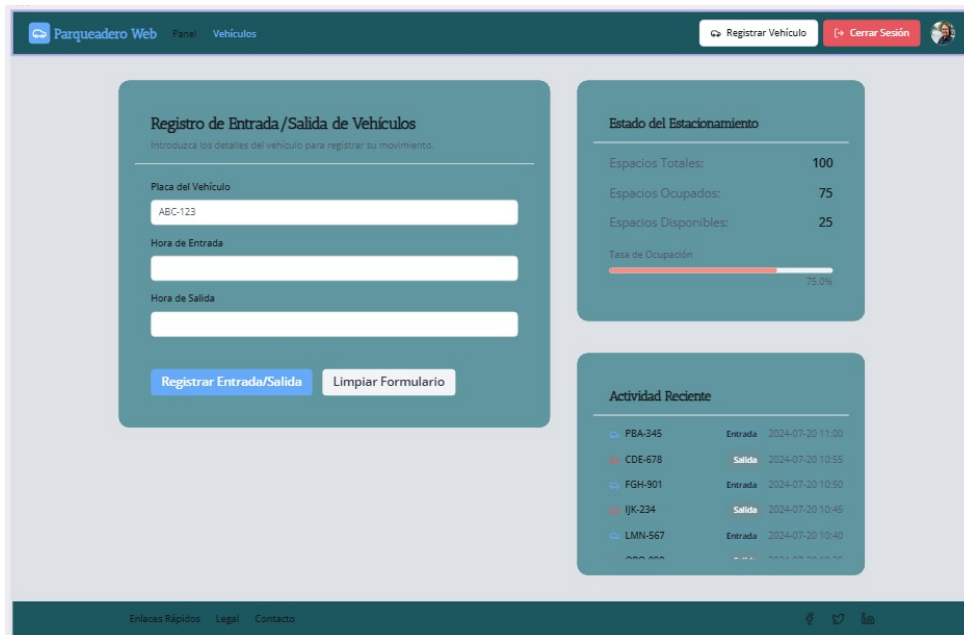 Parqueadero Web Panel Vehículos Registrar Vehículo Cerrar Sesión
Registro de Entrada/Salida de Vehículos
Introduzca los detalles del vehículo para registrar su movimiento.
Placa del Vehículo
ABC-123
Hora de Entrada
Hora de Salida
Registrar Entrada/Salida Limpiar Formulario
Estado del Estacionamiento
Espacios Totales: 100
Espacios Ocupados: 75
Espacios Disponibles: 25
Tasa de Ocupación
75.0%
Actividad Reciente
PBA-345 Entrada 2024-07-20 11:00
CDE-678 Salida 2024-07-20 10:55
FGH-901 Entrada 2024-07-20 10:50
IJK-234 Salida 2024-07-20 10:45
LMN-567 Entrada 2024-07-20 10:40
Enlaces Rápidos Legal Contacto